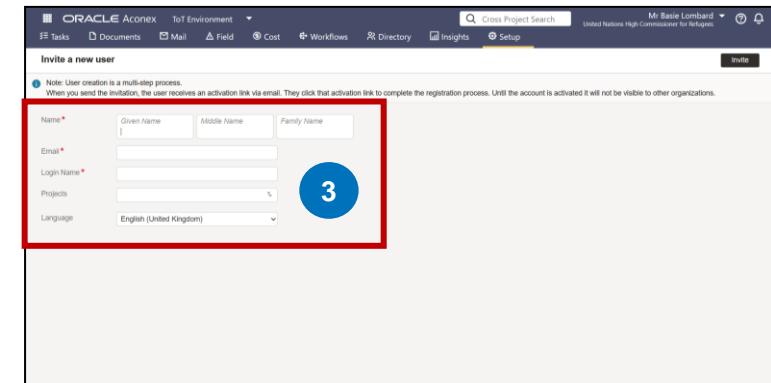 ORACLE Aconex ToT Environment
Cross Project Search
Mr Basie Lombard
United Nations High Commissioner for Refugees
Tasks Documents Mail Field Cost Workflows Directory Insights Setup
Invite a new user
Invite
Note: User creation is a multi-step process.
When you send the invitation, the user receives an activation link via email. They click that activation link to complete the registration process. Until the account is activated it will not be visible to other organizations.
Name* Given Name Middle Name Family Name
Email*
Login Name*
Projects
3
Language English (United Kingdom)